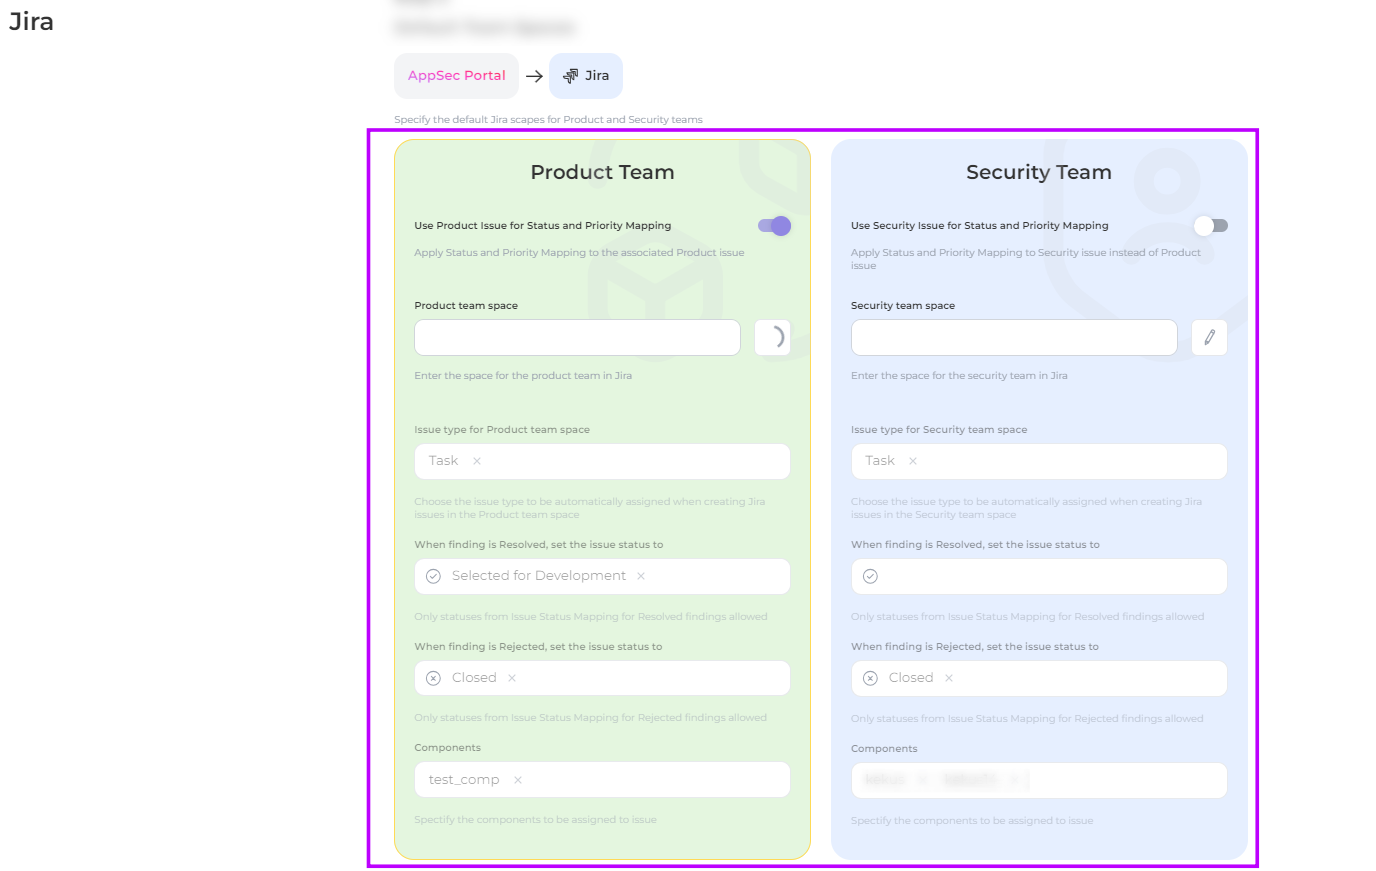 Jira
Default Team Spaces
AppSec Portal
Jira
Specify the default Jira scapes for Product and Security teams
Product Team
Use Product Issue for Status and Priority Mapping
Apply Status and Priority Mapping to the associated Product issue
Product team space
Enter the space for the product team in Jira
Issue type for Product team space
Task ×
Choose the issue type to be automatically assigned when creating Jira
issues in the Product team space
When finding is Resolved, set the issue status to
Selected for Development ×
Only statuses from Issue Status Mapping for Resolved findings allowed
When finding is Rejected, set the issue status to
Closed ×
Only statuses from Issue Status Mapping for Rejected findings allowed
Components
test_comp ×
Specify the components to be assigned to issue
Security Team
Use Security Issue for Status and Priority Mapping
Apply Status and Priority Mapping to Security issue instead of Product
issue
Security team space
Enter the space for the security team in Jira
Issue type for Security team space
Task ×
Choose the issue type to be automatically assigned when creating Jira
issues in the Security team space
When finding is Resolved, set the issue status to
Only statuses from Issue Status Mapping for Resolved findings allowed
When finding is Rejected, set the issue status to
Closed ×
Only statuses from Issue Status Mapping for Rejected findings allowed
Components
Specify the components to be assigned to issue